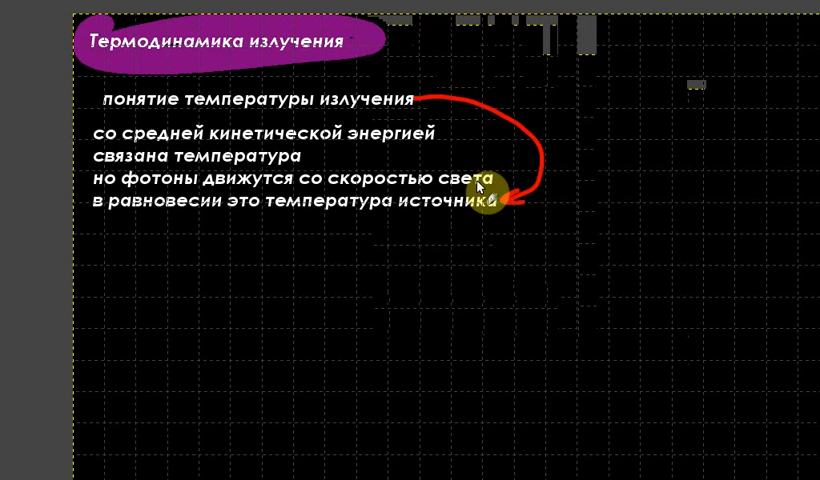 Термодинамика излучения
понятие температуры излучения
со средней кинетической энергией
связана температура
но фотоны движутся со скоростью света
в равновесии это температура источника